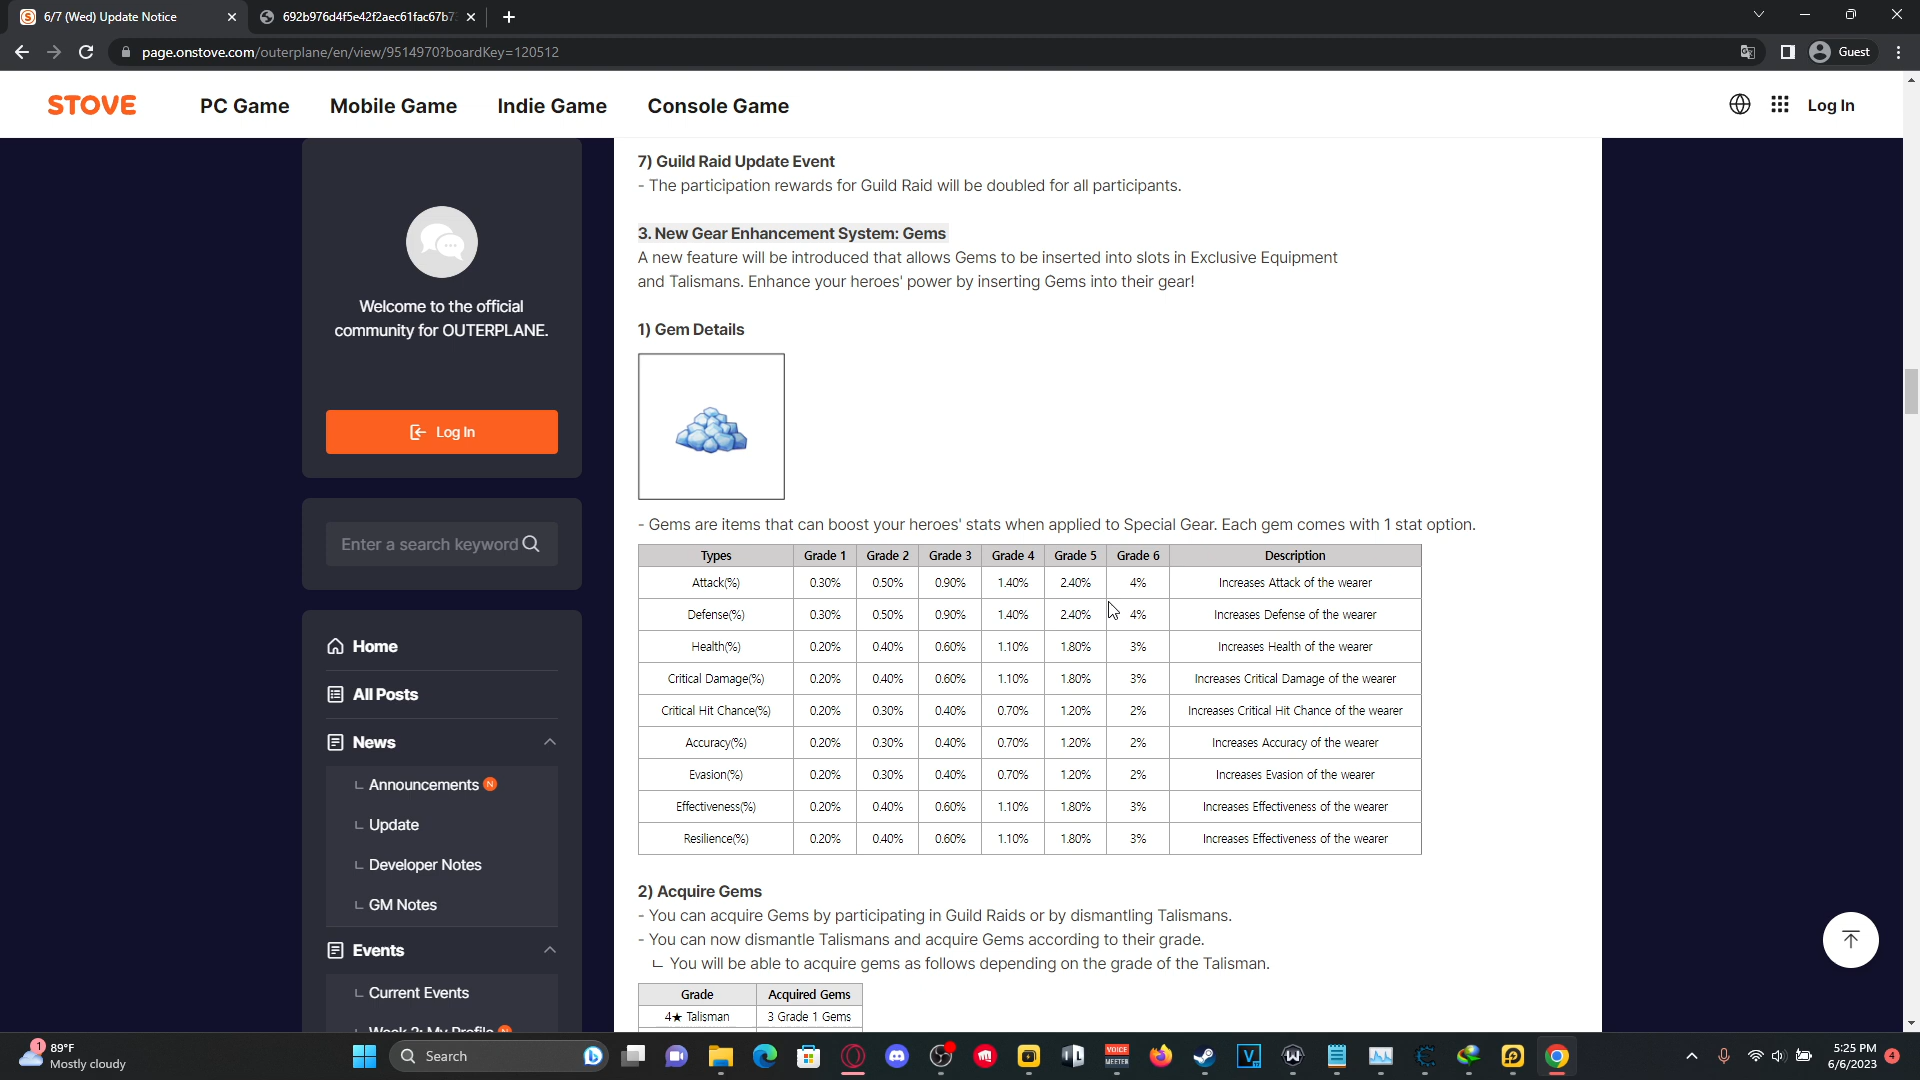 6/7 (Wed) Update Notice
692b976d4f5e42f2aec61fac67b7
page.onstove.com/outerplane/en/view/9514970?boardKey=120512
Guest
STOVE
PC Game
Mobile Game
Indie Game
Console Game
Log In
Welcome to the official
community for OUTERPLANE.
Log In
Enter a search keyword
Home
All Posts
News
Announcements N
Update
Developer Notes
GM Notes
Events
Current Events
7) Guild Raid Update Event
- The participation rewards for Guild Raid will be doubled for all participants.
3. New Gear Enhancement System: Gems
A new feature will be introduced that allows Gems to be inserted into slots in Exclusive Equipment
and Talismans. Enhance your heroes' power by inserting Gems into their gear!
1) Gem Details
- Gems are items that can boost your heroes' stats when applied to Special Gear. Each gem comes with 1 stat option.
Types Grade 1 Grade 2 Grade 3 Grade 4 Grade 5 Grade 6 Description
Attack(%) 0.30% 0.50% 0.90% 1.40% 2.40% 4% Increases Attack of the wearer
Defense(%) 0.30% 0.50% 0.90% 1.40% 2.40% 4% Increases Defense of the wearer
Health(%) 0.20% 0.40% 0.60% 1.10% 1.80% 3% Increases Health of the wearer
Critical Damage(%) 0.20% 0.40% 0.60% 1.10% 1.80% 3% Increases Critical Damage of the wearer
Critical Hit Chance(%) 0.20% 0.30% 0.40% 0.70% 1.20% 2% Increases Critical Hit Chance of the wearer
Accuracy(%) 0.20% 0.30% 0.40% 0.70% 1.20% 2% Increases Accuracy of the wearer
Evasion(%) 0.20% 0.30% 0.40% 0.70% 1.20% 2% Increases Evasion of the wearer
Effectiveness(%) 0.20% 0.40% 0.60% 1.10% 1.80% 3% Increases Effectiveness of the wearer
Resilience(%) 0.20% 0.40% 0.60% 1.10% 1.80% 3% Increases Effectiveness of the wearer
2) Acquire Gems
- You can acquire Gems by participating in Guild Raids or by dismantling Talismans.
- You can now dismantle Talismans and acquire Gems according to their grade.
ㄴ You will be able to acquire gems as follows depending on the grade of the Talisman.
Grade Acquired Gems
4★ Talisman 3 Grade 1 Gems
1
89°F
Mostly cloudy
Search
VOICE
MEETER
5:25 PM
6/6/2023
4